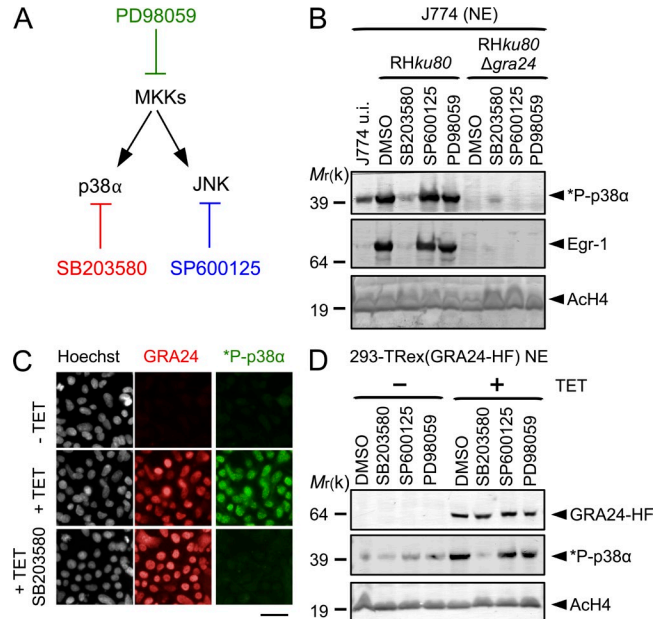 A
PD98059
MKKs
p38α
JNK
SB203580
SP600125
B
J774 (NE)
RHku80
RHku80
Δgra24
J774 u.i.
DMSO
SB203580
SP600125
PD98059
DMSO
SB203580
SP600125
PD98059
Mr(k)
39
*P-p38α
64
Egr-1
19
AcH4
C
Hoechst
GRA24
*P-p38α
- TET
+ TET
+ TET
SB203580
D
293-TRex(GRA24-HF) NE
−
+
TET
DMSO
SB203580
SP600125
PD98059
DMSO
SB203580
SP600125
PD98059
Mr(k)
64
GRA24-HF
39
*P-p38α
19
AcH4